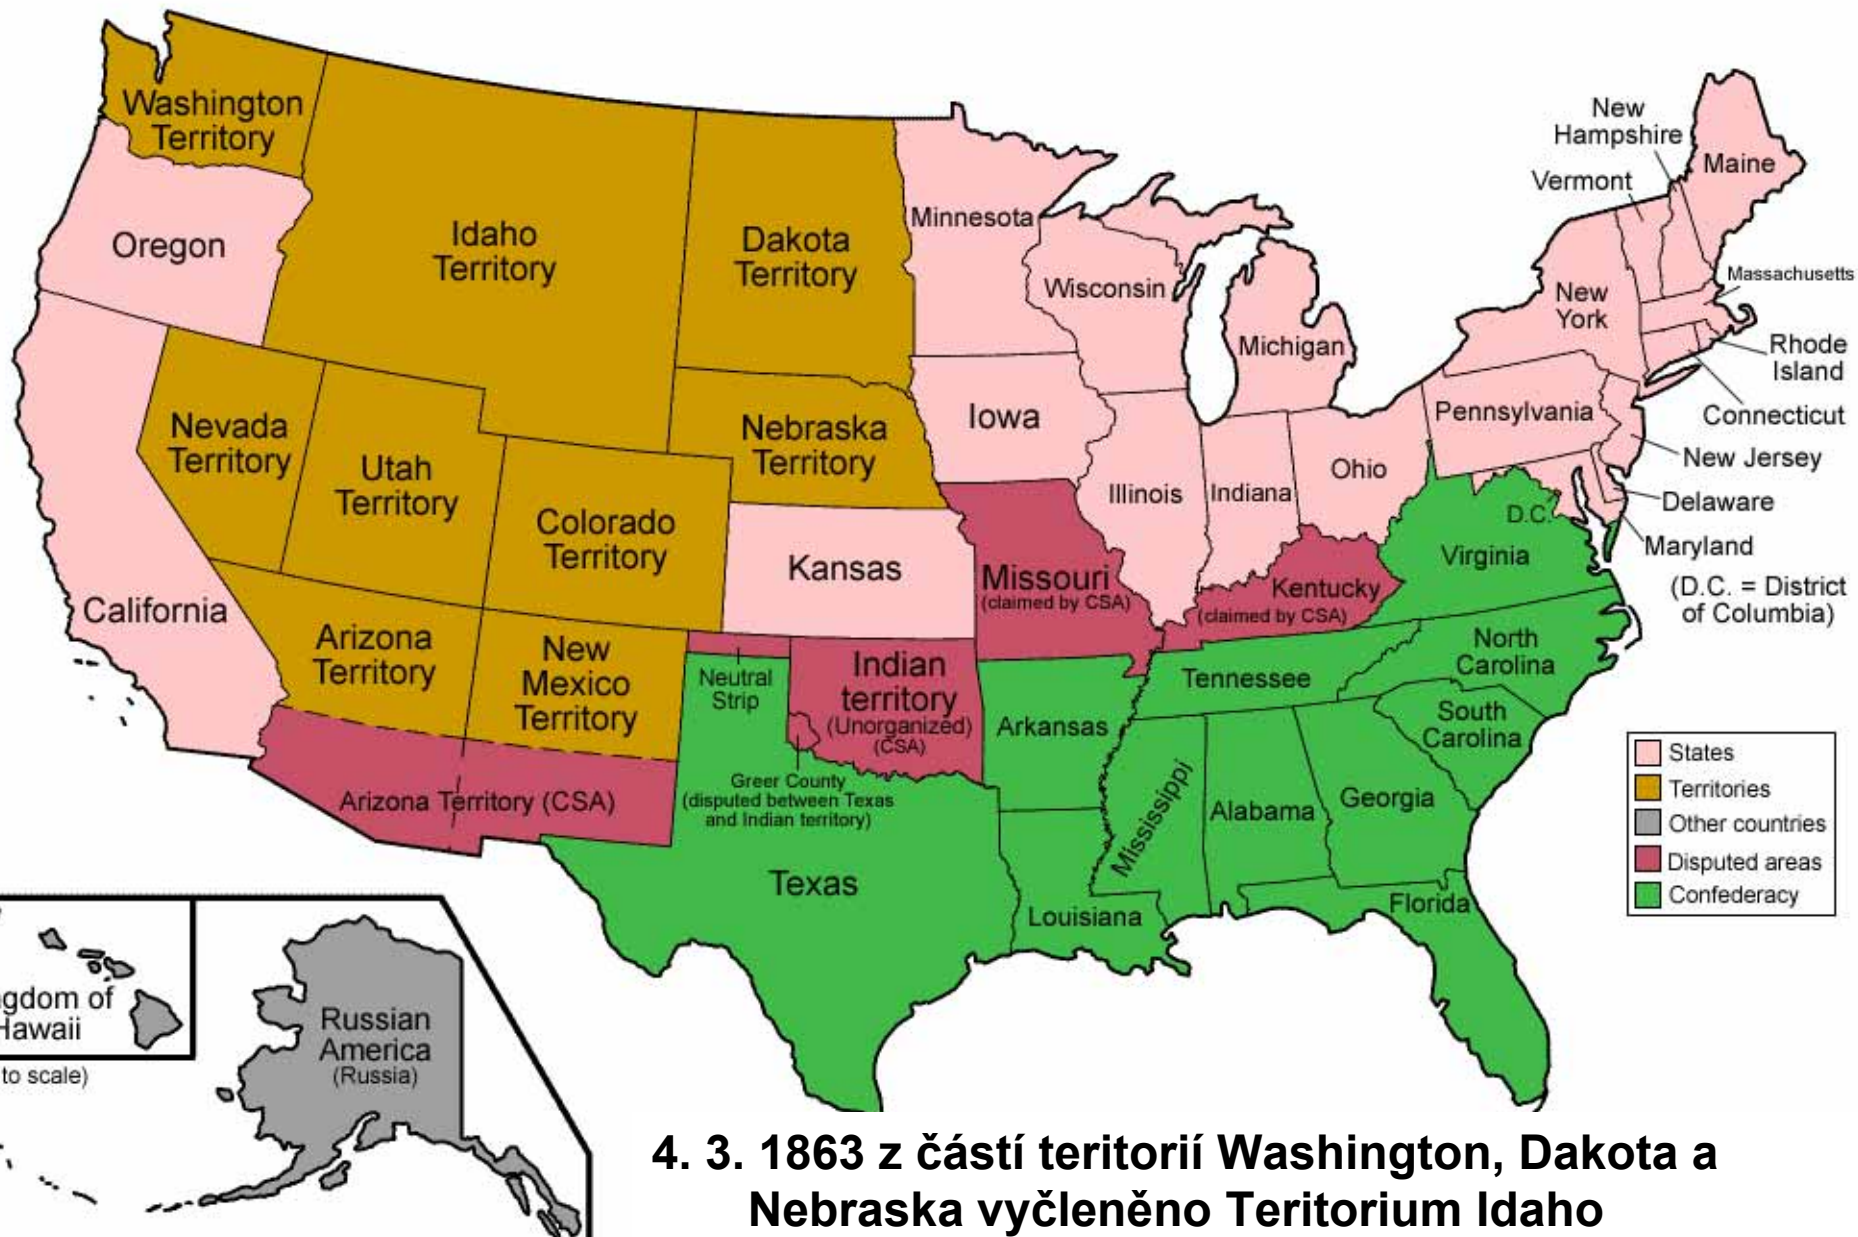 Washington
Territory
Oregon
California
Idaho
Territory
Nevada
Territory
Utah
Territory
Arizona
Territory
Arizona Territory (CSA)
Colorado
Territory
New
Mexico
Territory
Dakota
Territory
Nebraska
Territory
Kansas
Neutral
Strip
Indian
territory
(Unorganized)
(CSA)
Greer County
(disputed between Texas
and Indian territory)
Texas
Minnesota
Iowa
Missouri
(claimed by CSA)
Arkansas
Louisiana
Wisconsin
Illinois
Michigan
Indiana
Ohio
Kentucky
(claimed by CSA)
Tennessee
Mississippi
Alabama
Georgia
Florida
South
Carolina
North
Carolina
Virginia
D.C.
Pennsylvania
New
York
Vermont
New
Hampshire
Maine
Massachusetts
Rhode
Island
Connecticut
New Jersey
Delaware
Maryland
(D.C. = District
of Columbia)
States
Territories
Other countries
Disputed areas
Confederacy
gdom of
Hawaii
to scale)
Russian
America
(Russia)
4. 3. 1863 z částí teritorií Washington, Dakota a
Nebraska vyčleněno Teritorium Idaho